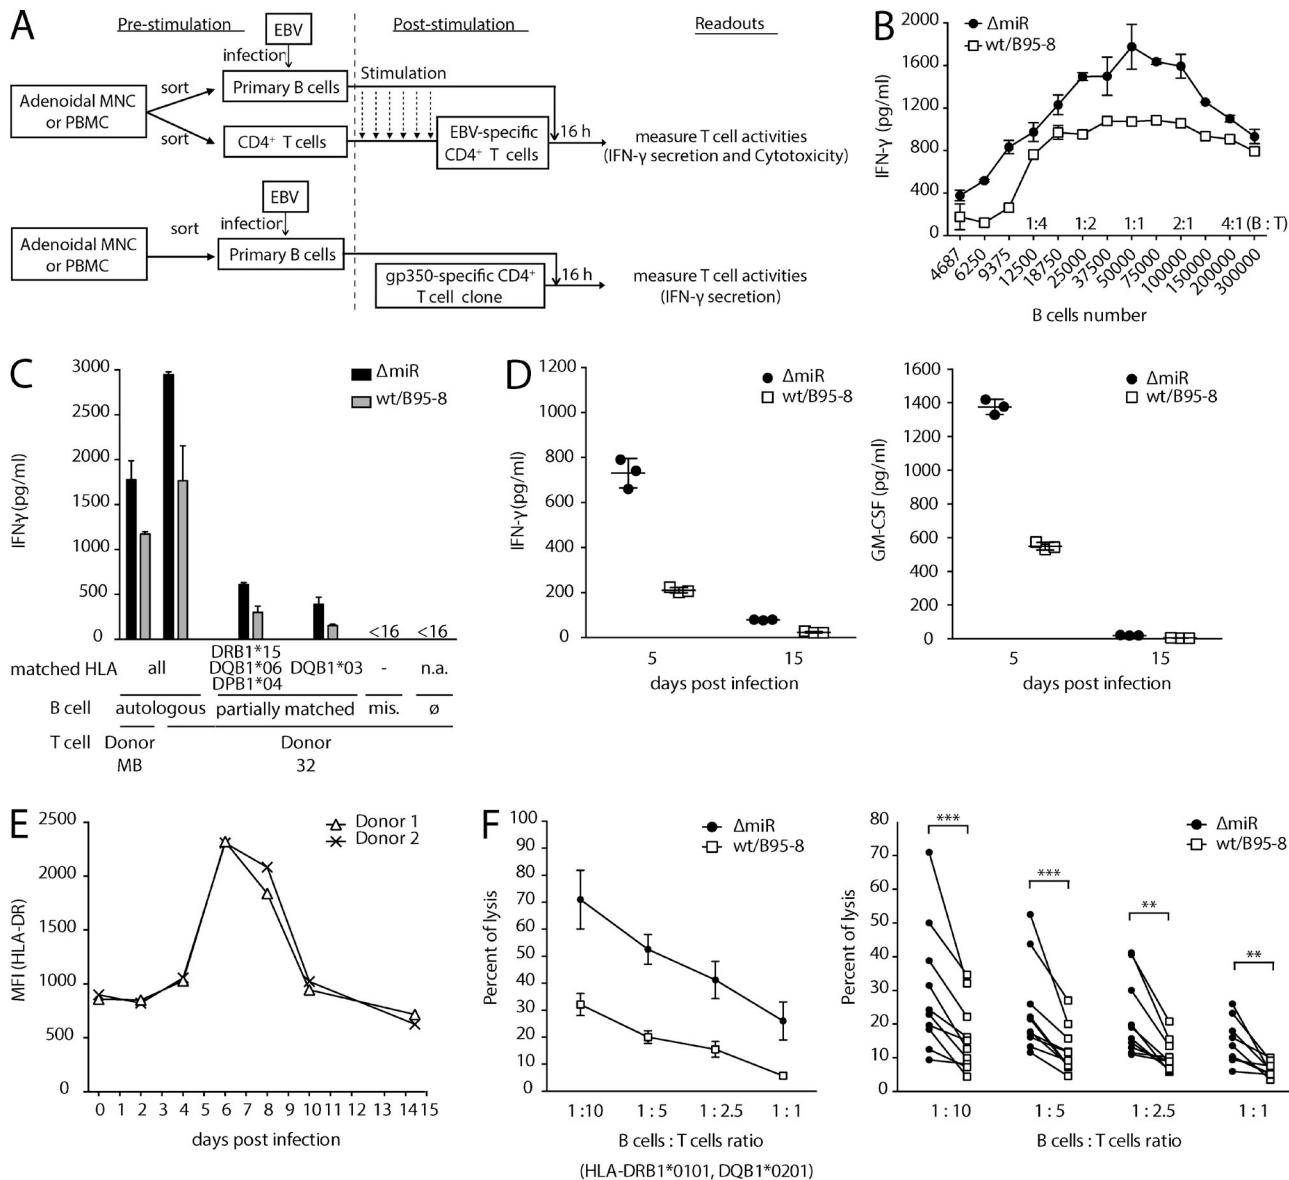 A
Pre-stimulation
Post-stimulation
Readouts
EBV
infection
sort
Stimulation
Adenoidal MNC
or PBMC
Primary B cells
sort
CD4+ T cells
EBV-specific
CD4+ T cells
16 h
measure T cell activities
(IFN-γ secretion and Cytotoxicity)
EBV
infection
sort
Adenoidal MNC
or PBMC
Primary B cells
gp350-specific CD4+
T cell clone
16 h
measure T cell activities
(IFN-γ secretion)
B
IFN-γ (pg/ml)
2000
1600
1200
800
400
0
ΔmiR
wt/B95-8
1:4 1:2 1:1 2:1 4:1 (B : T)
4687 6250 9375 12500 18750 25000 37500 50000 75000 100000 150000 200000 300000
B cells number
C
IFNγ (pg/ml)
3000
2500
2000
1500
1000
500
0
ΔmiR
wt/B95-8
<16 <16
matched HLA all DRB1*15 DQB1*03 - n.a.
DQB1*06
DPB1*04
B cell autologous partially matched mis. ø
T cell Donor Donor
MB 32
D
IFN-γ (pg/ml)
1200
1000
800
600
400
200
0
ΔmiR
wt/B95-8
5 15
days post infection
GM-CSF (pg/ml)
1600
1400
1200
1000
800
600
400
200
0
ΔmiR
wt/B95-8
5 15
days post infection
E
MFI (HLA-DR)
2500
2000
1500
1000
500
0
Donor 1
Donor 2
0 1 2 3 4 5 6 7 8 9 10 11 12 13 14 15
days post infection
F
Percent of lysis
100
90
80
70
60
50
40
30
20
10
0
ΔmiR
wt/B95-8
1 : 10 1 : 5 1 : 2.5 1 : 1
B cells : T cells ratio
(HLA-DRB1*0101, DQB1*0201)
Percent of lysis
80
70
60
50
40
30
20
10
0
ΔmiR
wt/B95-8
*** *** ** **
1 : 10 1 : 5 1 : 2.5 1 : 1
B cells : T cells ratio